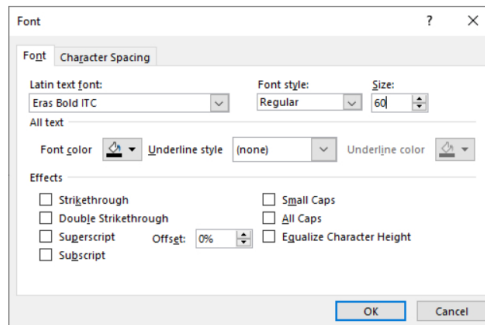 Font ? X
Font Character Spacing
Latin text font: Font style: Size:
Eras Bold ITC Regular 60
All text
Font color Underline style (none) Underline color
Effects
Strikethrough Small Caps
Double Strikethrough All Caps
Superscript Offset: 0% Equalize Character Height
Subscript
OK Cancel